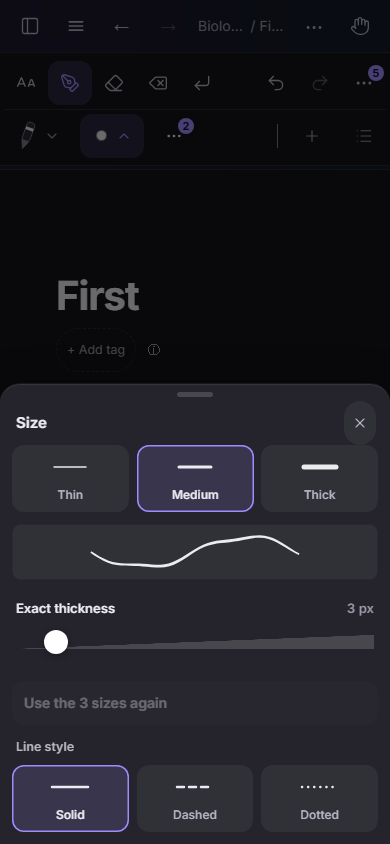 Biolo... / Fi...
AA
5
2
First
+ Add tag
Size
Thin
Medium
Thick
Exact thickness
3 px
Use the 3 sizes again
Line style
Solid
Dashed
Dotted